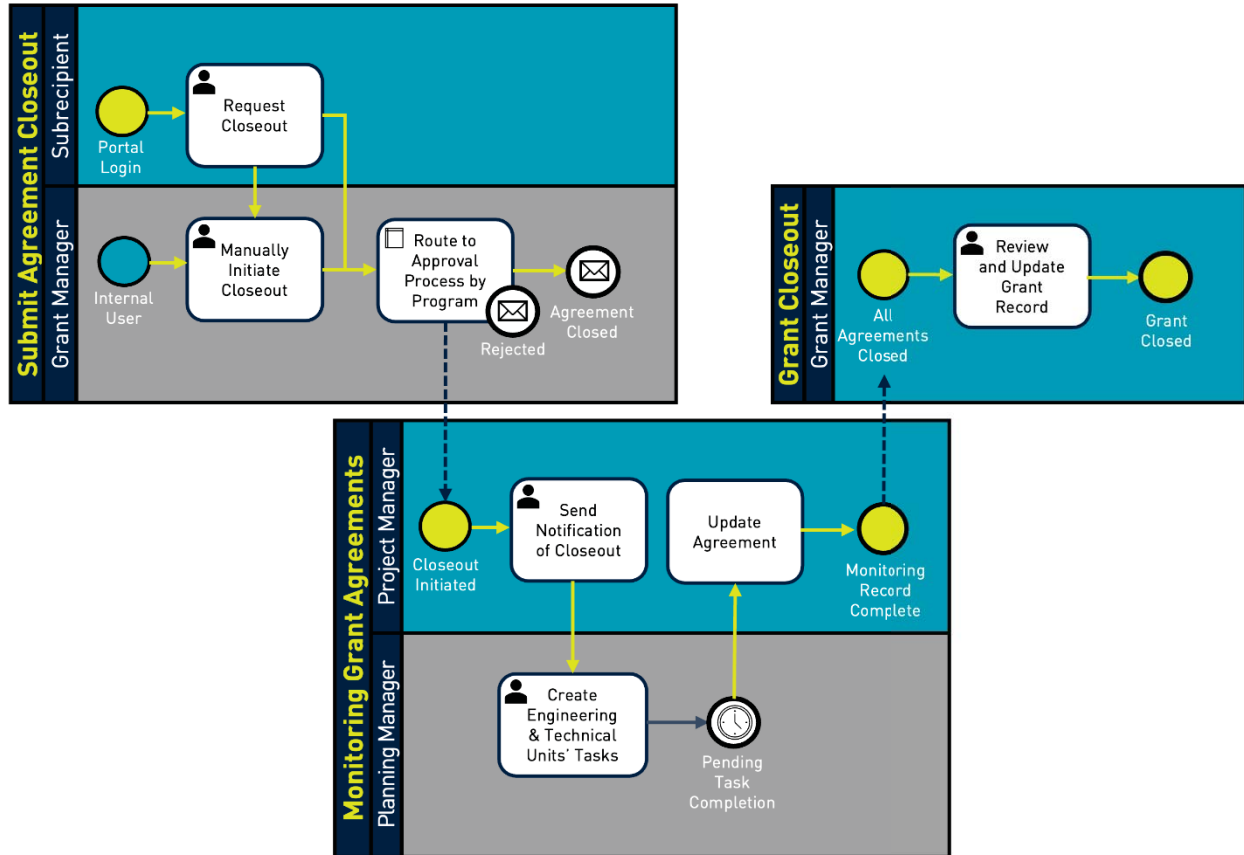 Submit Agreement Closeout
Subrecipient
Portal
Login
Request
Closeout
Grant Manager
Internal
User
Manually
Initiate
Closeout
Route to
Approval
Process by
Program
Rejected
Agreement
Closed
Grant Closeout
Grant Manager
All
Agreements
Closed
Review
and Update
Grant
Record
Grant
Closed
Monitoring Grant Agreements
Project Manager
Closeout
Initiated
Send
Notification
of Closeout
Update
Agreement
Monitoring
Record
Complete
Planning Manager
Create
Engineering
& Technical
Units' Tasks
Pending
Task
Completion